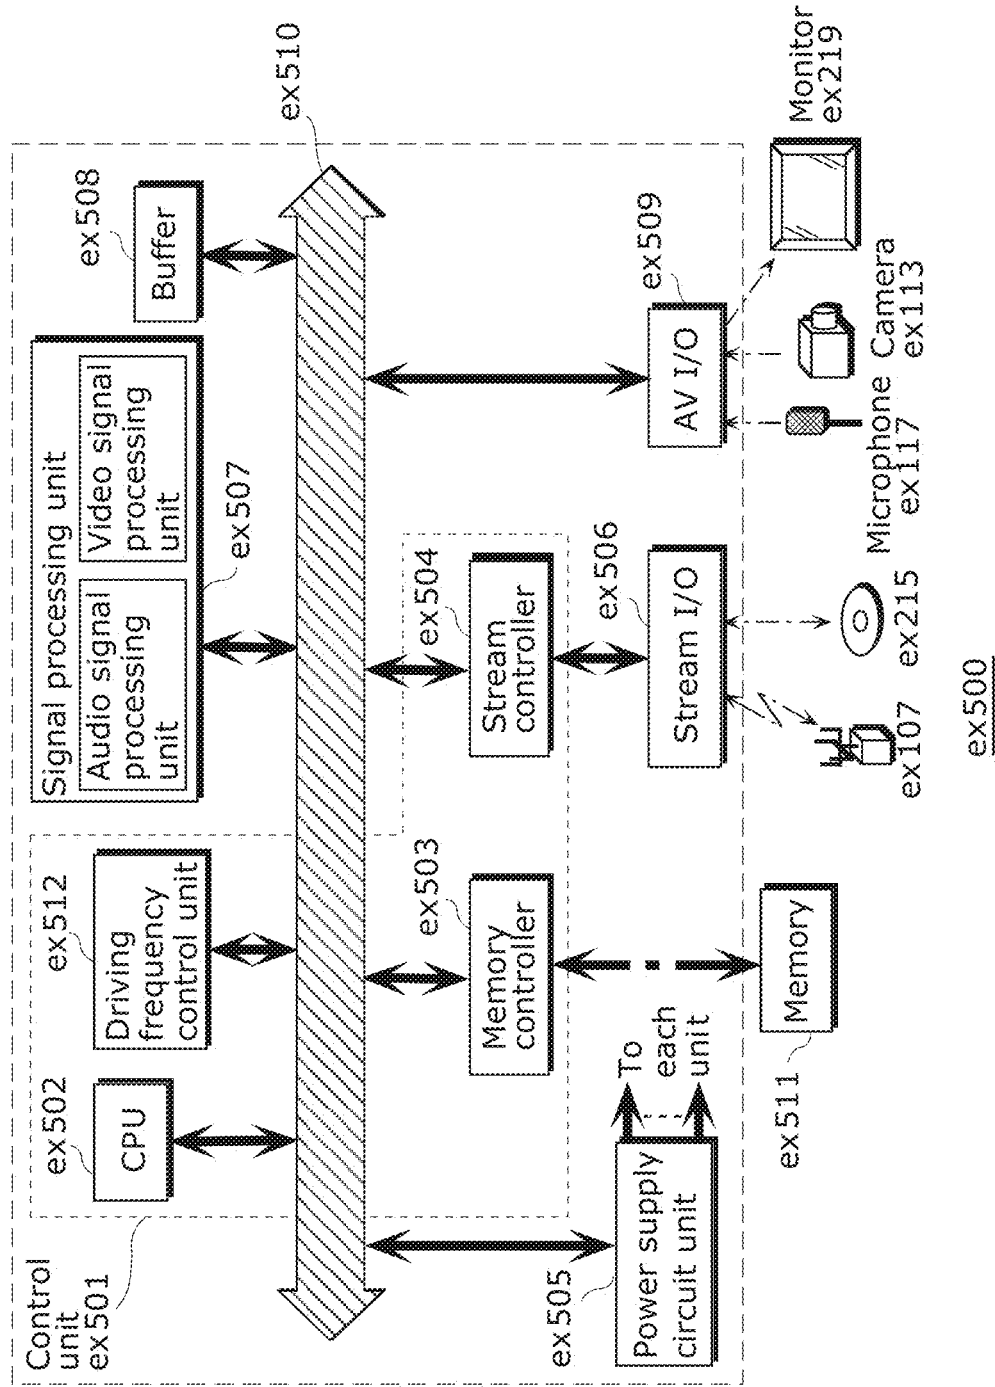 Control
unit
ex501
ex502
CPU
ex512
Driving
frequency
control unit
Signal processing unit
Audio signal
processing
unit
Video signal
processing
unit
ex507
ex508
Buffer
ex510
ex503
Memory
controller
ex504
Stream
controller
ex505
Power supply
circuit unit
To
each
unit
ex506
Stream I/O
ex509
AV I/O
ex511
Memory
ex107
ex215
Microphone
ex117
Camera
ex113
Monitor
ex219
ex500